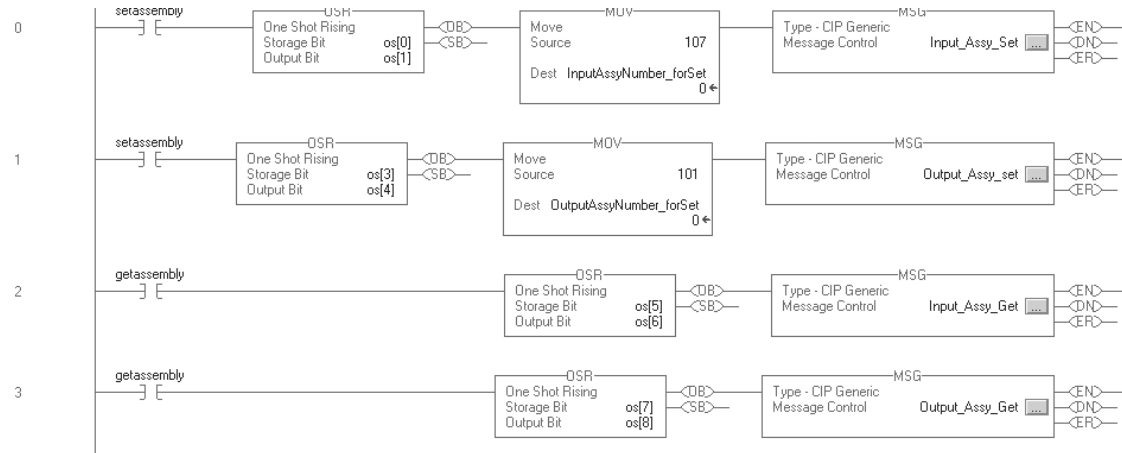 0
setassembly
OSR
One Shot Rising
Storage Bit os[0]
Output Bit os[1]
OB
SB
MOV
Move
Source 107
Dest InputAssyNumber_forSet
0
MSG
Type - CIP Generic
Message Control Input_Assy_Set ...
EN
DN
ER
1
setassembly
OSR
One Shot Rising
Storage Bit os[3]
Output Bit os[4]
OB
SB
MOV
Move
Source 101
Dest OutputAssyNumber_forSet
0
MSG
Type - CIP Generic
Message Control Output_Assy_set ...
EN
DN
ER
2
getassembly
OSR
One Shot Rising
Storage Bit os[5]
Output Bit os[6]
OB
SB
MSG
Type - CIP Generic
Message Control Input_Assy_Get ...
EN
DN
ER
3
getassembly
OSR
One Shot Rising
Storage Bit os[7]
Output Bit os[8]
OB
SB
MSG
Type - CIP Generic
Message Control Output_Assy_Get ...
EN
DN
ER